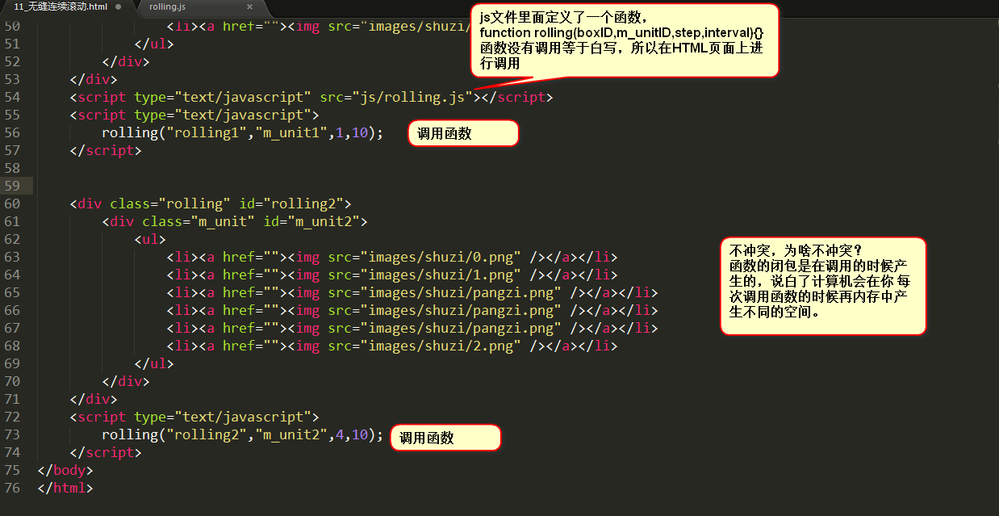 11_无缝连续滚动.html
rolling.js
×
js文件里面定义了一个函数，
function rolling(boxID,m_unitID,step,interval){}
函数没有调用等于白写，所以在HTML页面上进
行调用
50 <li><a href=""><img src="images/shuzi/
51 </ul>
52 </div>
53 </div>
54 <script type="text/javascript" src="js/rolling.js"></script>
55 <script type="text/javascript">
56 rolling("rolling1","m_unit1",1,10);
调用函数
57 </script>
58
59
60 <div class="rolling" id="rolling2">
61 <div class="m_unit" id="m_unit2">
62 <ul>
63 <li><a href=""><img src="images/shuzi/0.png" /></a></li>
64 <li><a href=""><img src="images/shuzi/1.png" /></a></li>
65 <li><a href=""><img src="images/shuzi/pangzi.png" /></a></li>
66 <li><a href=""><img src="images/shuzi/pangzi.png" /></a></li>
67 <li><a href=""><img src="images/shuzi/pangzi.png" /></a></li>
68 <li><a href=""><img src="images/shuzi/2.png" /></a></li>
不冲突，为啥不冲突？
函数的闭包是在调用的时候产
生的，说白了计算机会在你 每
次调用函数的时候再内存中产
生不同的空间。
69 </ul>
70 </div>
71 </div>
72 <script type="text/javascript">
73 rolling("rolling2","m_unit2",4,10);
调用函数
74 </script>
75 </body>
76 </html>